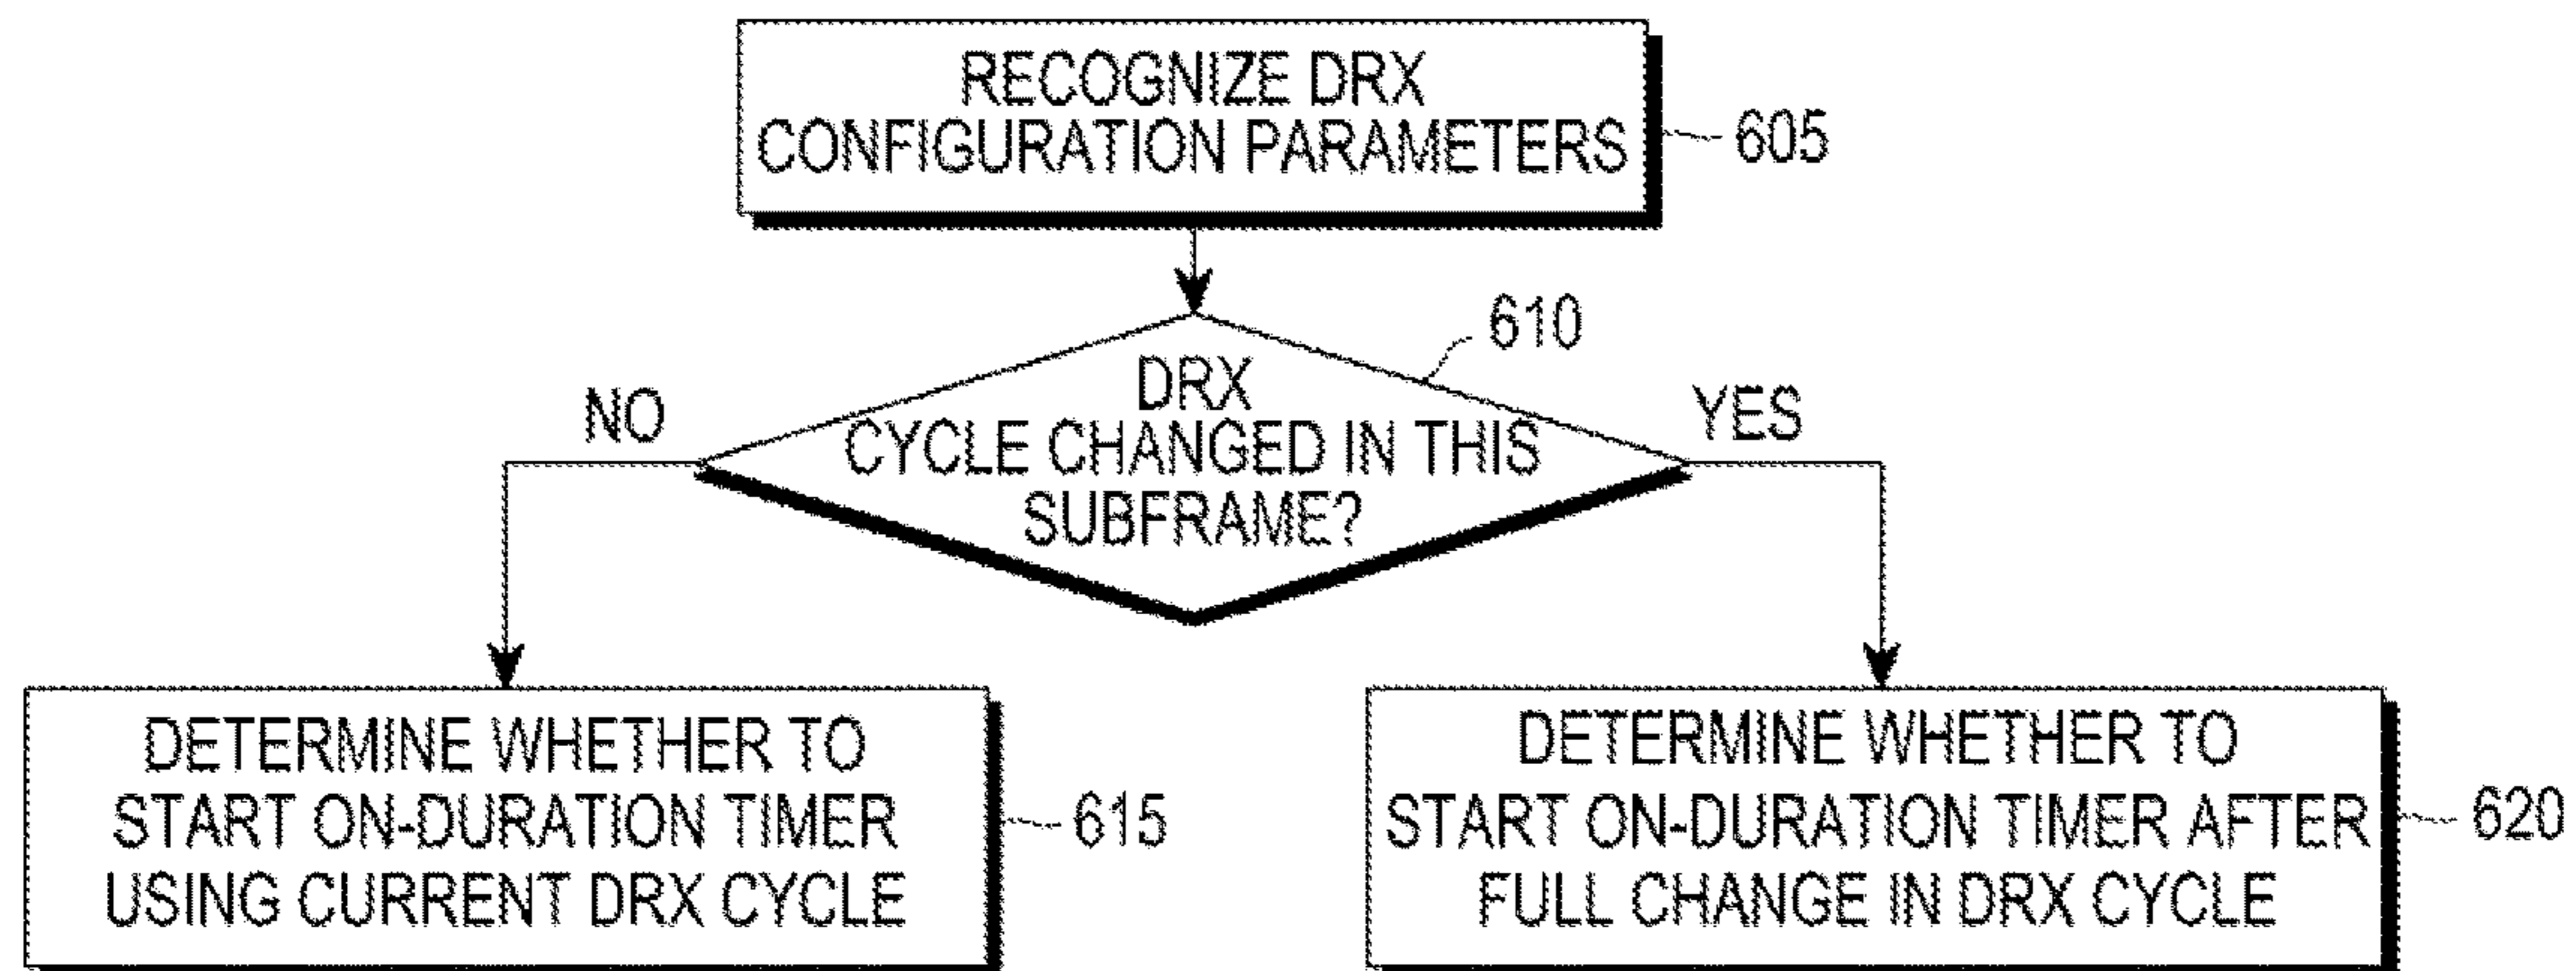 RECOGNIZE DRX
CONFIGURATION PARAMETERS
605
610
DRX
CYCLE CHANGED IN THIS
SUBFRAME?
NO
YES
DETERMINE WHETHER TO
START ON-DURATION TIMER
USING CURRENT DRX CYCLE
615
DETERMINE WHETHER TO
START ON-DURATION TIMER AFTER
FULL CHANGE IN DRX CYCLE
620